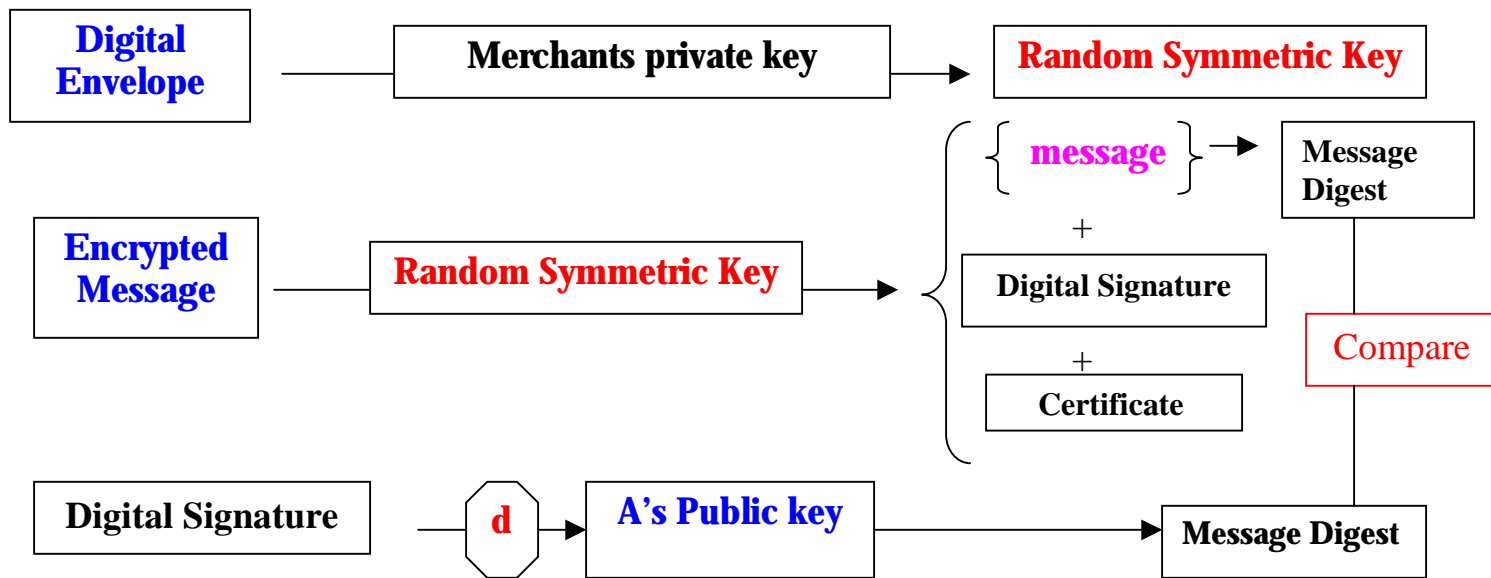 Digital
Envelope
Merchants private key
Random Symmetric Key
message
Message
Digest
+
Encrypted
Message
Random Symmetric Key
Digital Signature
+
Certificate
Compare
Digital Signature
d
A's Public key
Message Digest